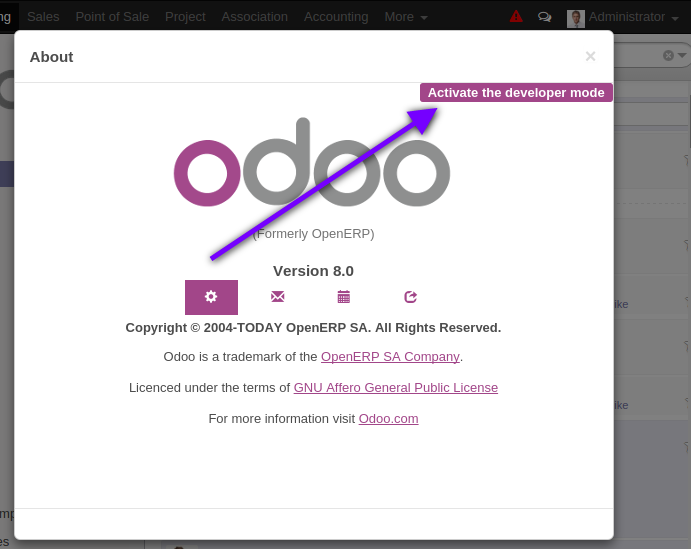 ng Sales Point of Sale Project Association Accounting More Administrator
About ×
Activate the developer mode
odoo
(Formerly OpenERP)
Version 8.0
Copyright © 2004-TODAY OpenERP SA. All Rights Reserved.
Odoo is a trademark of the OpenERP SA Company.
Licenced under the terms of GNU Affero General Public License
For more information visit Odoo.com
ike
ike
mp
es